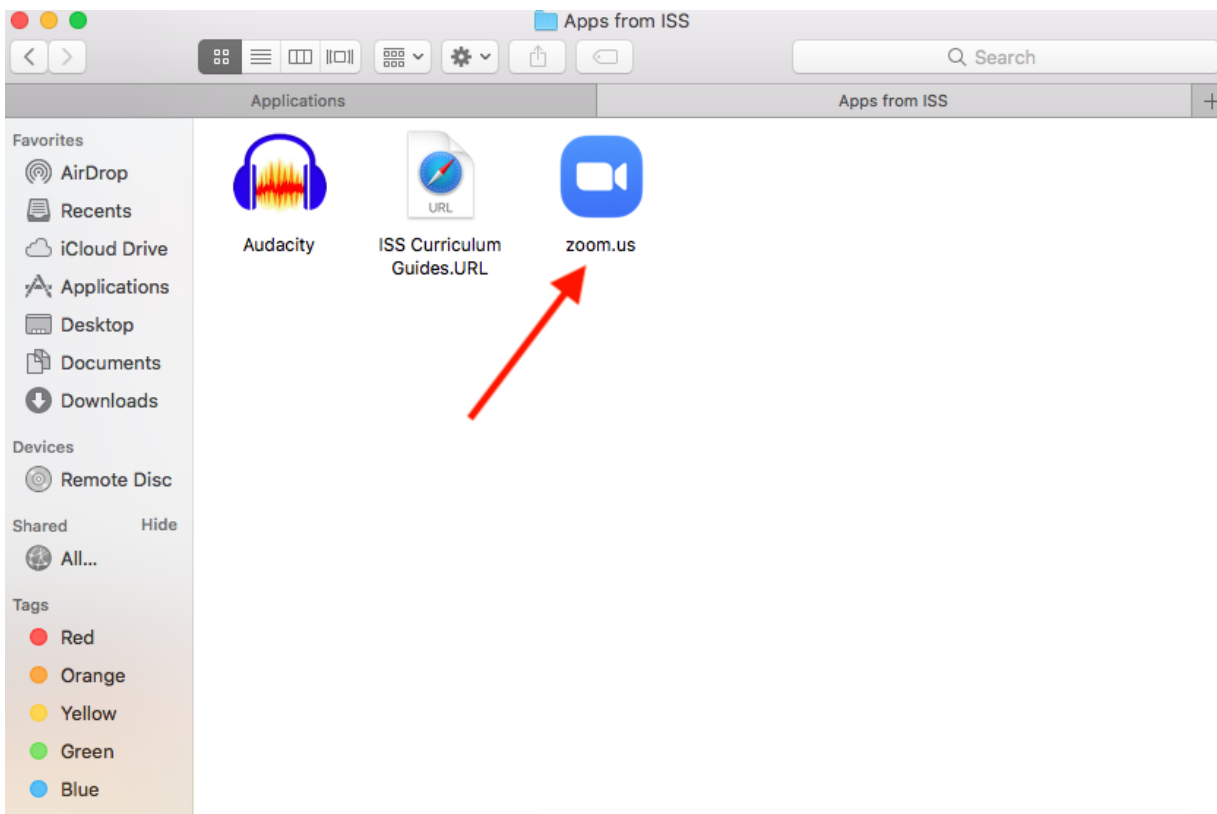 Apps from ISS
Search
Applications
Apps from ISS
Favorites
AirDrop
Recents
iCloud Drive
Applications
Desktop
Documents
Downloads
Devices
Remote Disc
Shared Hide
All...
Tags
Red
Orange
Yellow
Green
Blue
Audacity
URL
ISS Curriculum
Guides.URL
zoom.us